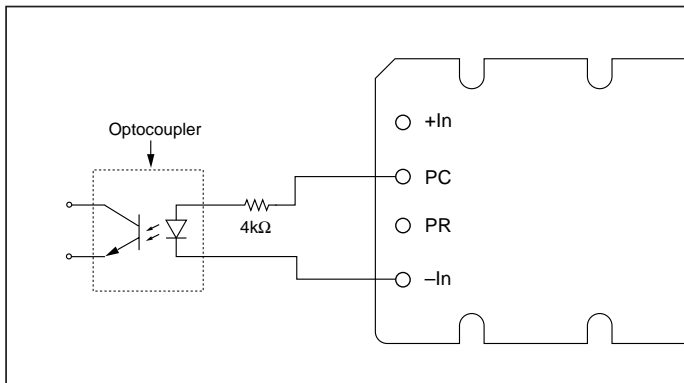 +In
Optocoupler
PC
4kΩ
PR
–In